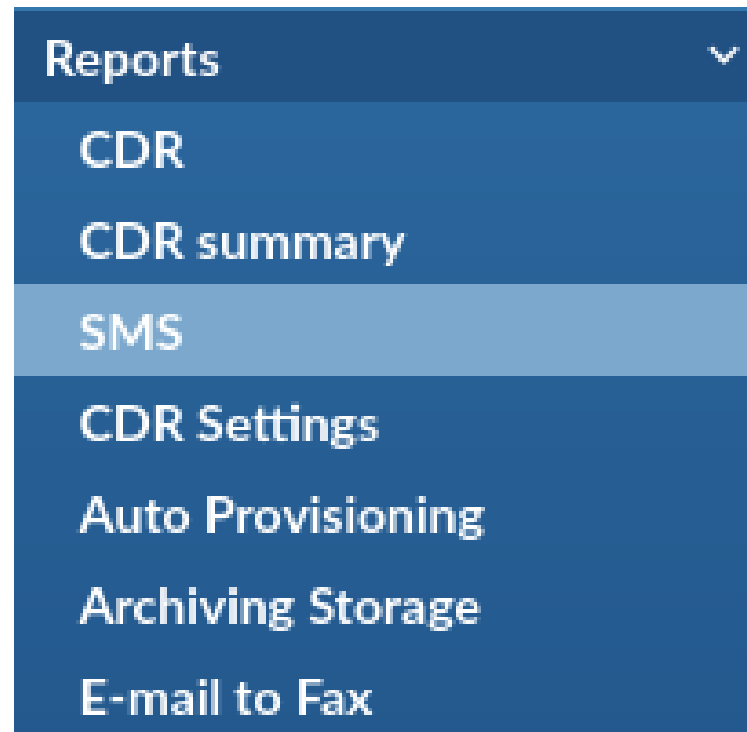 Reports
CDR
CDR summary
SMS
CDR Settings
Auto Provisioning
Archiving Storage
E-mail to Fax